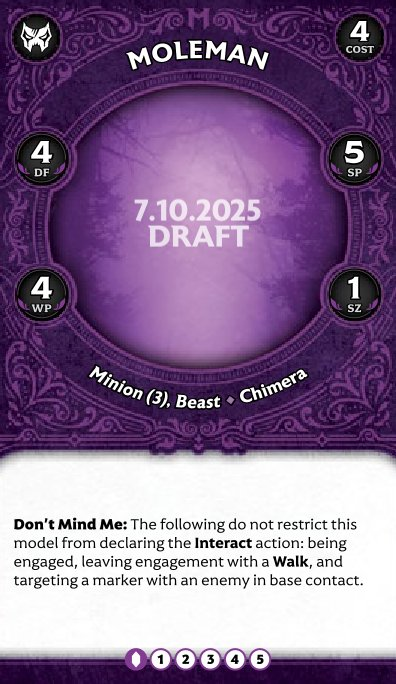 4
COST
MOLEMAN
4
DF
5
SP
7.10.2025
DRAFT
4
WP
1
SZ
Minion (3), Beast ◆ Chimera
Don't Mind Me: The following do not restrict this
model from declaring the Interact action: being
engaged, leaving engagement with a Walk, and
targeting a marker with an enemy in base contact.
1 2 3 4 5